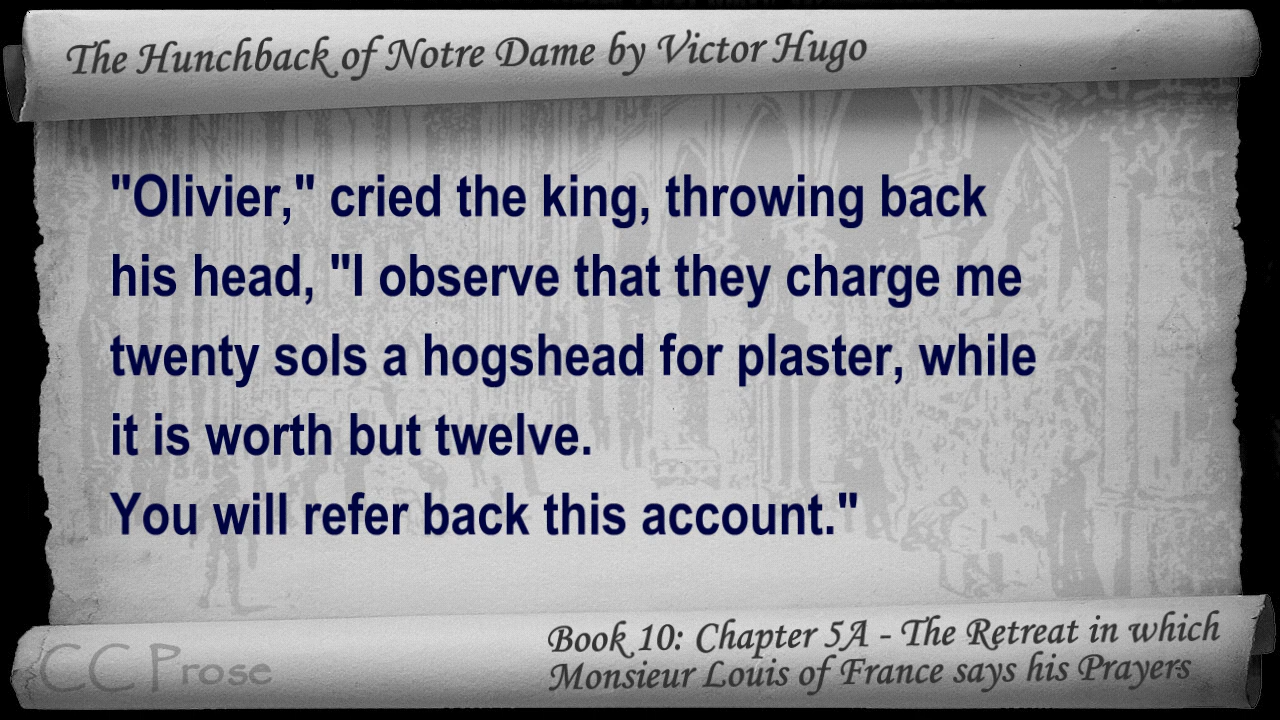 The Hunchback of Notre Dame by Victor Hugo
"Olivier," cried the king, throwing back
his head, "I observe that they charge me
twenty sols a hogshead for plaster, while
it is worth but twelve.
You will refer back this account."
Book 10: Chapter 5A - The Retreat in which
Monsieur Louis of France says his Prayers
CC Prose